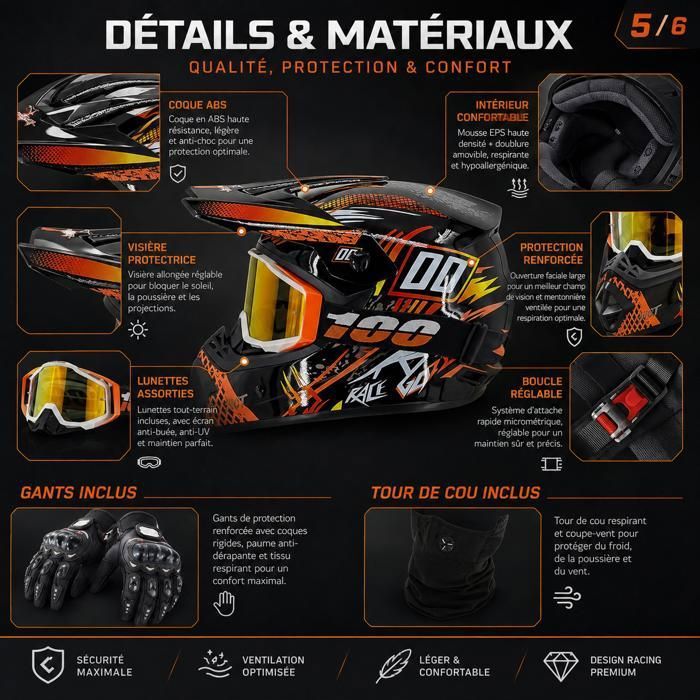 DÉTAILS & MATÉRIAUX
QUALITÉ, PROTECTION & CONFORT
5/6
COQUE ABS
Coque en ABS haute
résistance, légère
et anti-choc pour une
protection optimale.
INTÉRIEUR
CONFORTABLE
Mousse EPS haute
densité + doublure
amovible, respirante
et hypoallergénique.
VISIÈRE
PROTECTRICE
Visière allongée réglable
pour bloquer le soleil,
la poussière et les
projections.
PROTECTION
RENFORCÉE
Ouverture faciale large
pour un meilleur champ
de vision et mentonnière
ventilée pour une
respiration optimale.
LUNETTES
ASSORTIES
Lunettes tout-terrain
incluses, avec écran
anti-buée, anti-UV
et maintien parfait.
BOUCLE
RÉGLABLE
Système d'attache
rapide micrométrique,
réglable pour un
maintien sûr et précis.
00
100
RACE
GANTS INCLUS
Gants de protection
renforcée avec coques
rigides, paume anti-
dérapante et tissu
respirant pour un
confort maximal.
TOUR DE COU INCLUS
Tour de cou respirant
et coupe-vent pour
protéger du froid,
de la poussière et
du vent.
SÉCURITÉ
MAXIMALE
VENTILATION
OPTIMISÉE
LÉGER &
CONFORTABLE
DESIGN RACING
PREMIUM